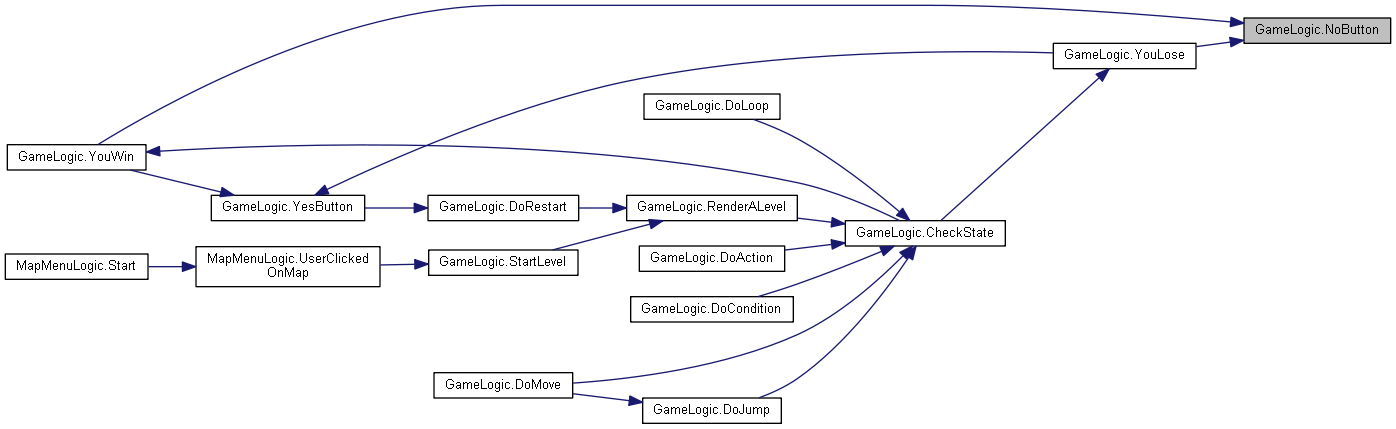 GameLogic.NoButton
GameLogic.YouLose
GameLogic.DoLoop
GameLogic.YouWin
GameLogic.YesButton
GameLogic.DoRestart
GameLogic.RenderALevel
GameLogic.CheckState
MapMenuLogic.Start
MapMenuLogic.UserClicked
OnMap
GameLogic.StartLevel
GameLogic.DoAction
GameLogic.DoCondition
GameLogic.DoMove
GameLogic.DoJump